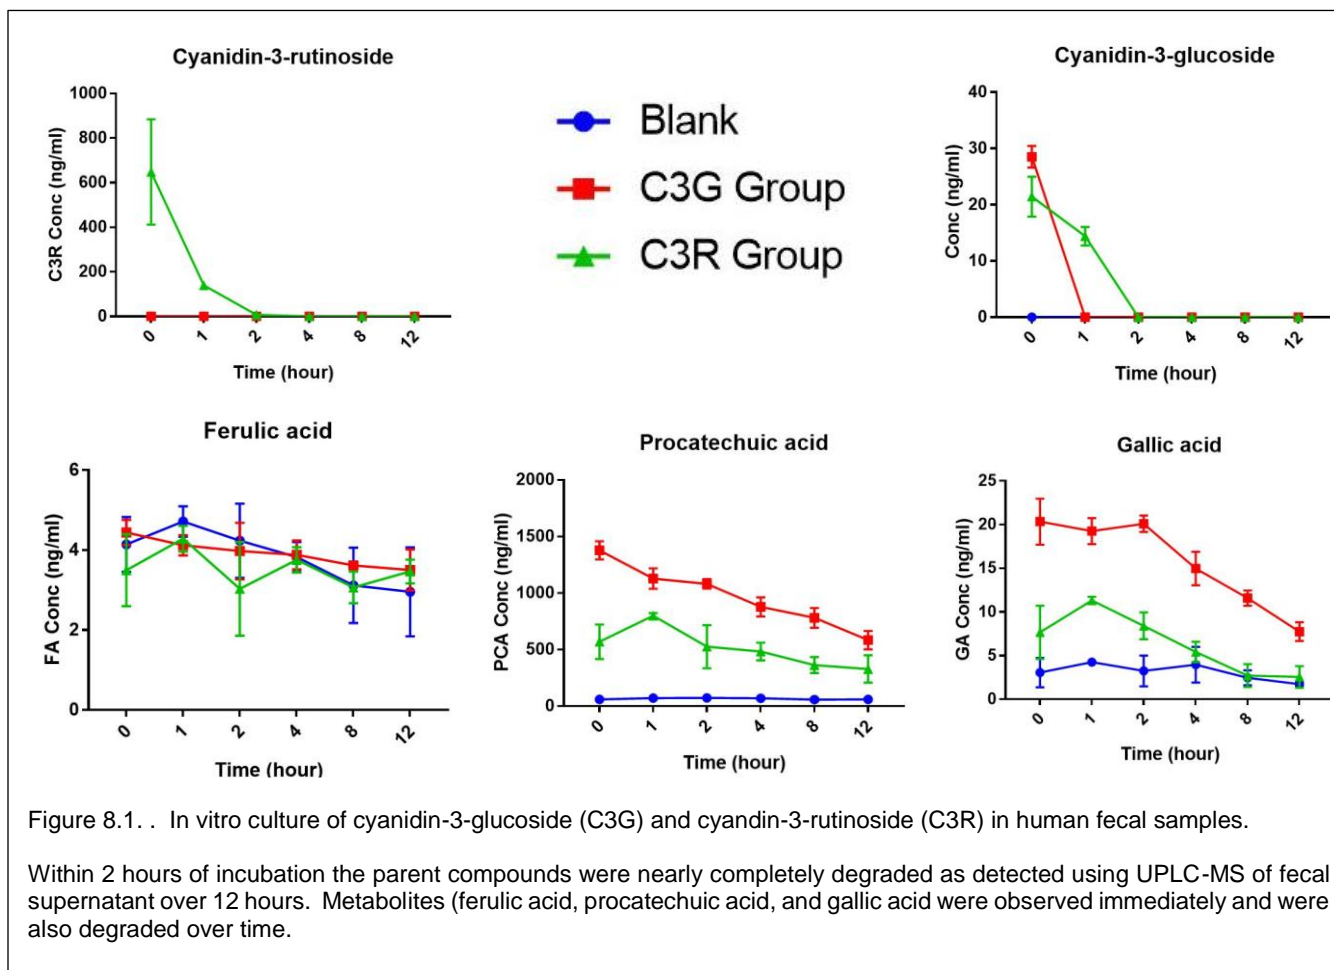 Cyanidin-3-rutinoside
1000
800
600
400
200
0
C3R Conc (ng/ml)
0 1 2 4 8 12
Time (hour)
Blank
C3G Group
C3R Group
Cyanidin-3-glucoside
40
30
20
10
0
Conc (ng/ml)
0 1 2 4 8 12
Time (hour)
Ferulic acid
6
4
2
0
FA Conc (ng/ml)
0 1 2 4 8 12
Time (hour)
Procatechuic acid
2000
1500
1000
500
0
PCA Conc (ng/ml)
0 1 2 4 8 12
Time (hour)
Gallic acid
25
20
15
10
5
0
GA Conc (ng/ml)
0 1 2 4 8 12
Time (hour)
Figure 8.1. .  In vitro culture of cyanidin-3-glucoside (C3G) and cyandin-3-rutinoside (C3R) in human fecal samples.
Within 2 hours of incubation the parent compounds were nearly completely degraded as detected using UPLC-MS of fecal
supernatant over 12 hours.  Metabolites (ferulic acid, procatechuic acid, and gallic acid were observed immediately and were
also degraded over time.